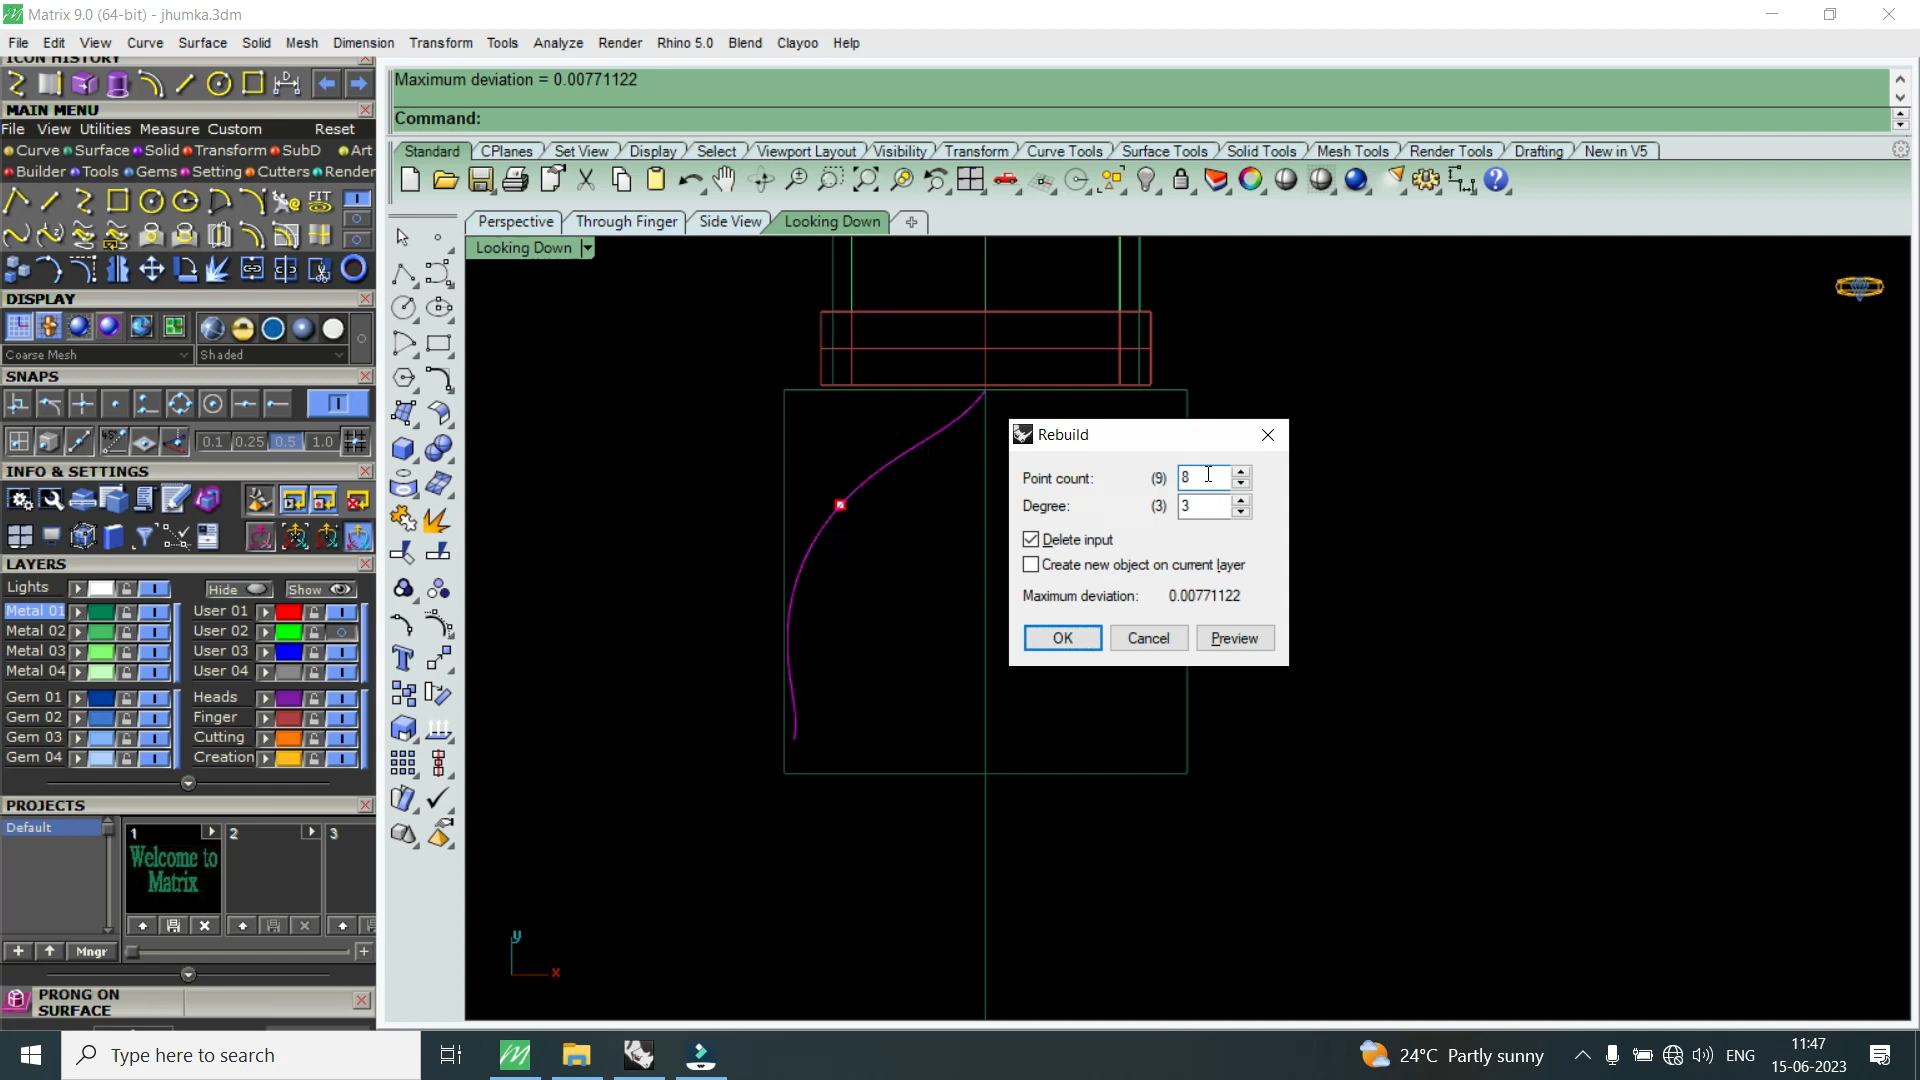 Matrix 9.0 (64-bit) - jhumka.3dm
File Edit View Curve Surface Solid Mesh Dimension Transform Tools Analyze Render Rhino 5.0 Blend Clayoo Help
ICON HISTORY
MAIN MENU
File View Utilities Measure Custom Reset
Curve Surface Solid Transform SubD Art
Builder Tools Gems Setting Cutters Render
FIT
DISPLAY
Coarse Mesh Shaded
SNAPS
0.1 0.25 0.5 1.0
INFO & SETTINGS
LAYERS
Lights Hide Show
Metal 01 User 01
Metal 02 User 02
Metal 03 User 03
Metal 04 User 04
Gem 01 Heads
Gem 02 Finger
Gem 03 Cutting
Gem 04 Creation
PROJECTS
Default 1 2 3
Welcome to
Matrix
Mngr
PRONG ON
SURFACE
Maximum deviation = 0.00771122
Command:
Standard CPlanes Set View Display Select Viewport Layout Visibility Transform Curve Tools Surface Tools Solid Tools Mesh Tools Render Tools Drafting New in V5
Perspective Through Finger Side View Looking Down
Looking Down
Rebuild
Point count: (9) 8
Degree: (3) 3
Delete input
Create new object on current layer
Maximum deviation: 0.00771122
OK Cancel Preview
y
x
Type here to search
24°C Partly sunny
ENG
11:47
15-06-2023